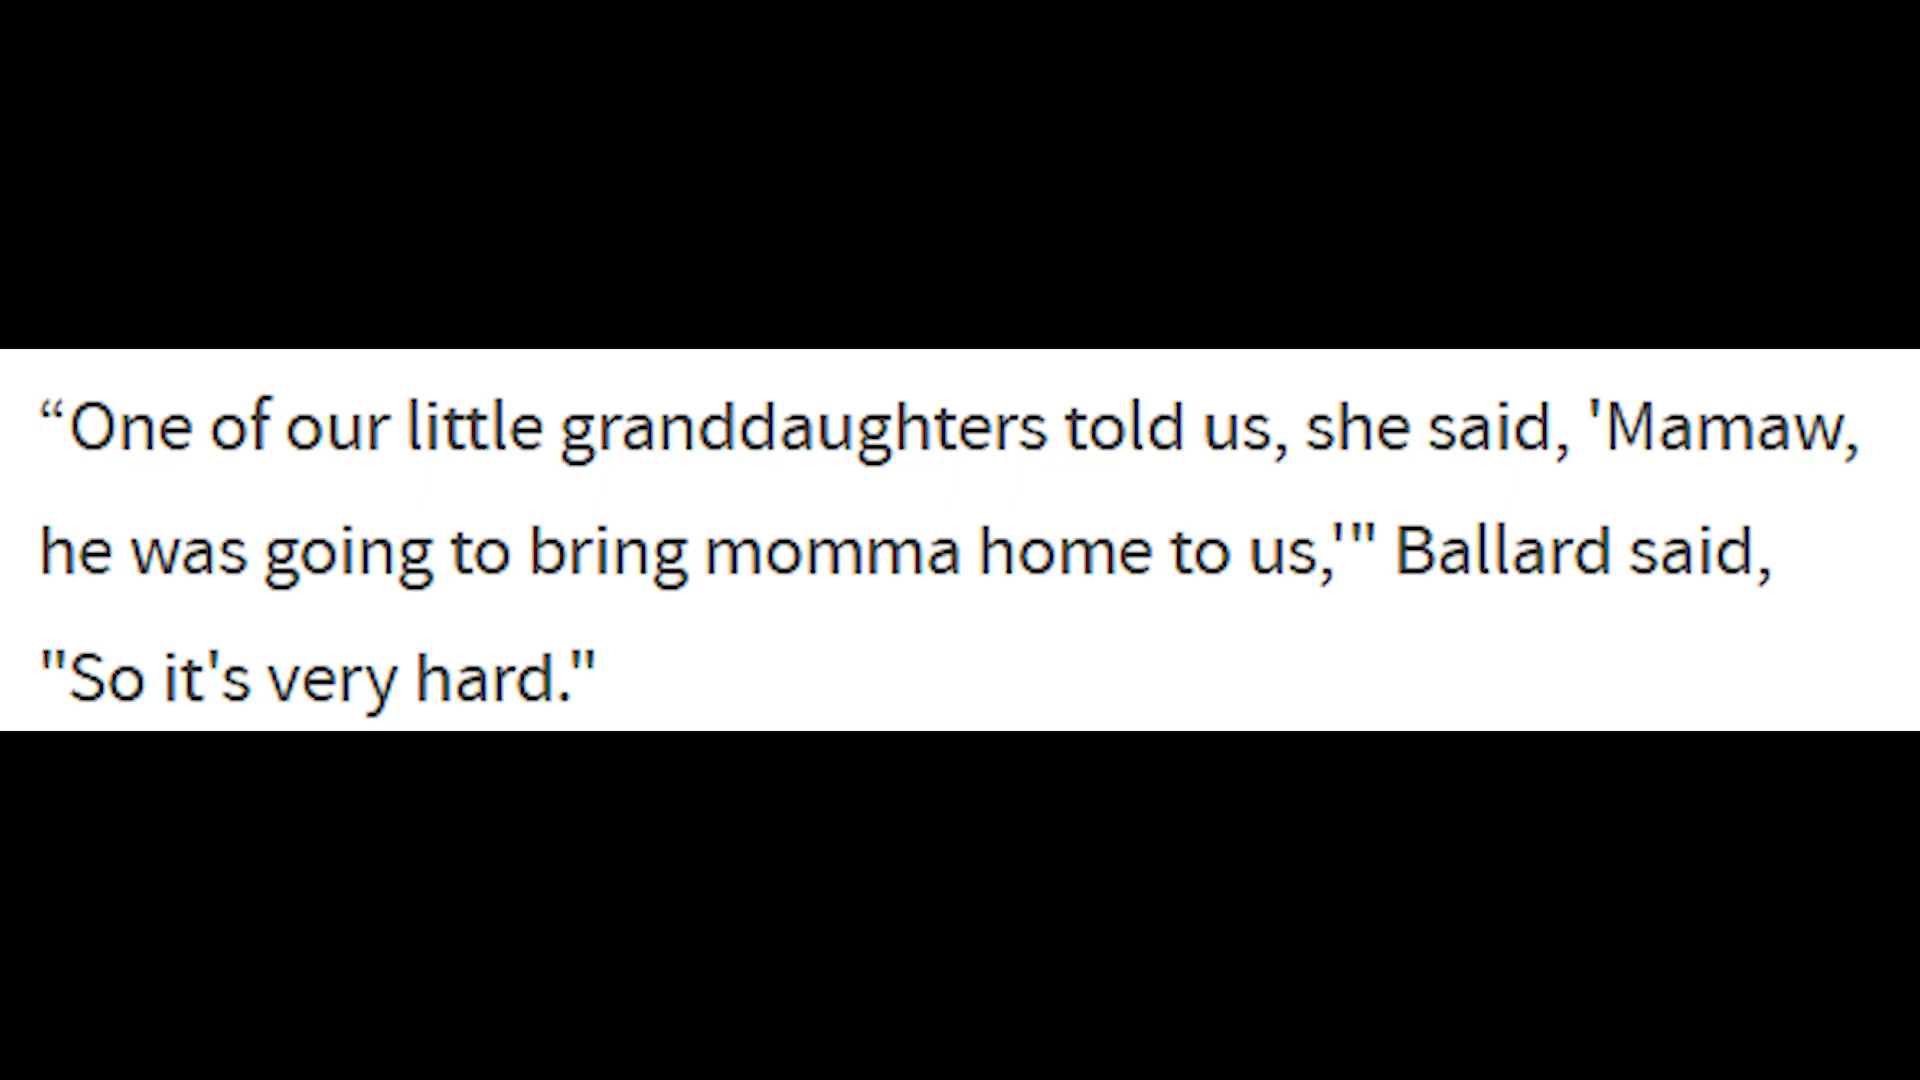 “One of our little granddaughters told us, she said, 'Mamaw,
he was going to bring momma home to us,'" Ballard said,
"So it's very hard."